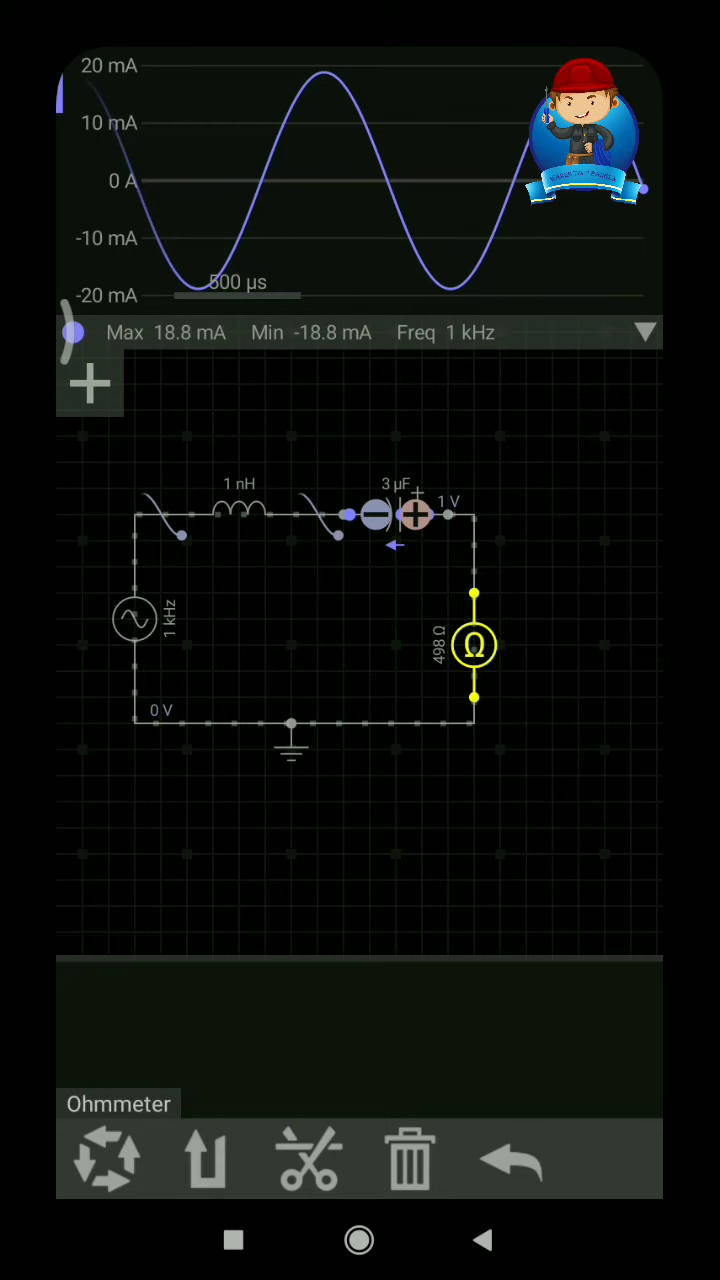 20 mA
10 mA
0 A
-10 mA
-20 mA
500 µs
Max 18.8 mA Min -18.8 mA Freq 1 kHz
1 nH
3 µF
1 V
1 kHz
498 Ω
Ω
0 V
Ohmmeter